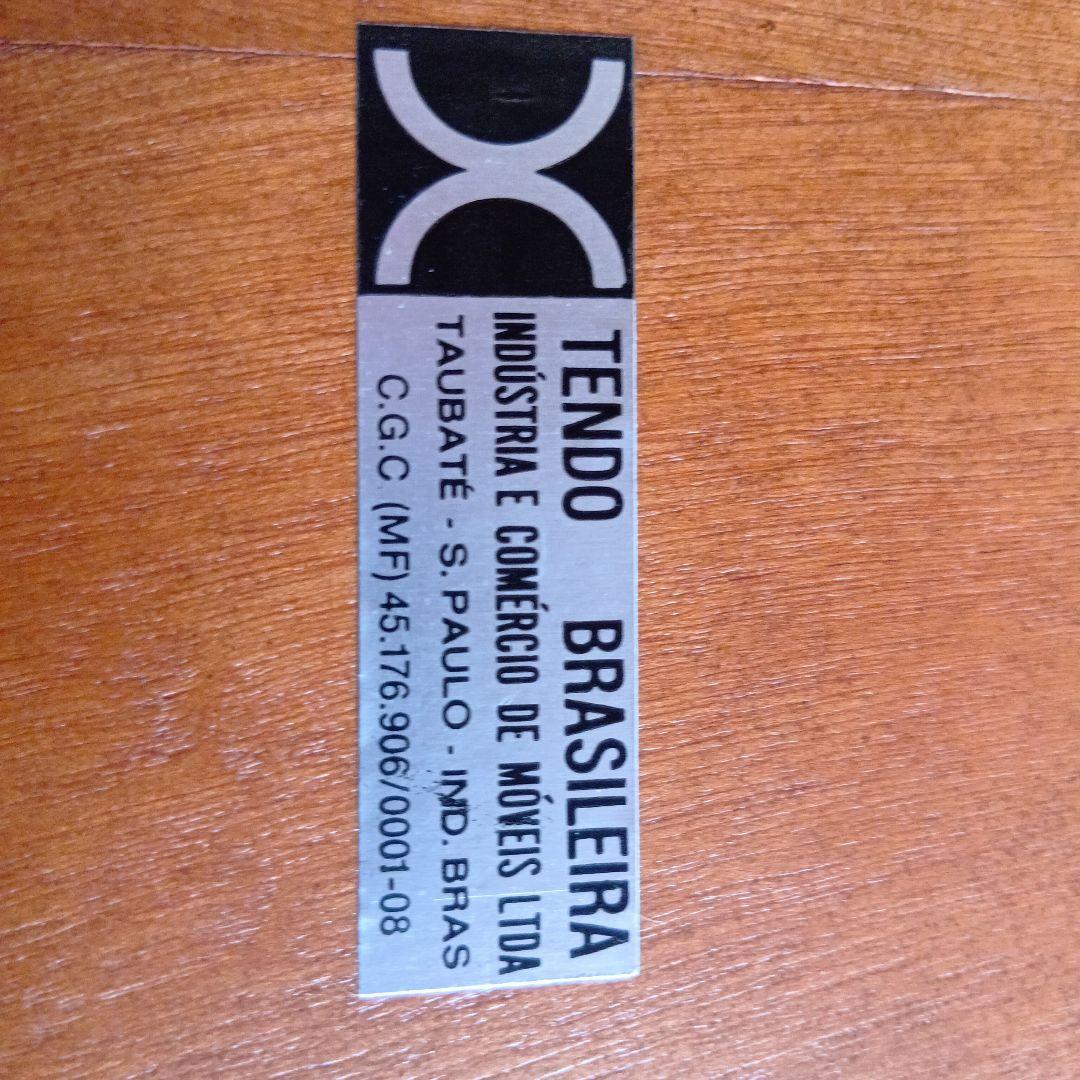 TENDO BRASILEIRA
INDÚSTRIA E COMÉRCIO DE MÓVEIS LTDA
TAUBATÉ - S. PAULO - IND. BRAS
C.G.C. (MF) 45.176.906/0001-08